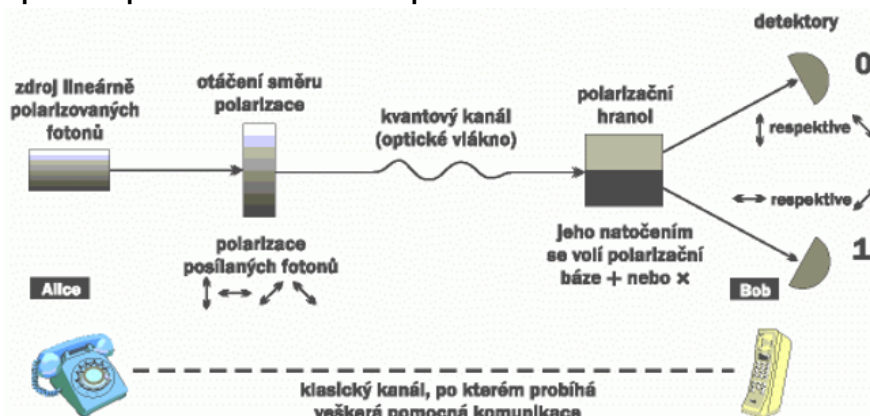 detektory
zdroj lineárně
polarizovaných
fotonů
otáčení směru
polarizace
kvantový kanál
(optické vlákno)
polarizační
hranol
0
respektive
respektive
1
polarizace
posílaných fotonů
jeho natočením
se volí polarizační
báze + nebo ×
Alice
Bob
klasický kanál, po kterém probíhá
veškerá pomocná komunikace